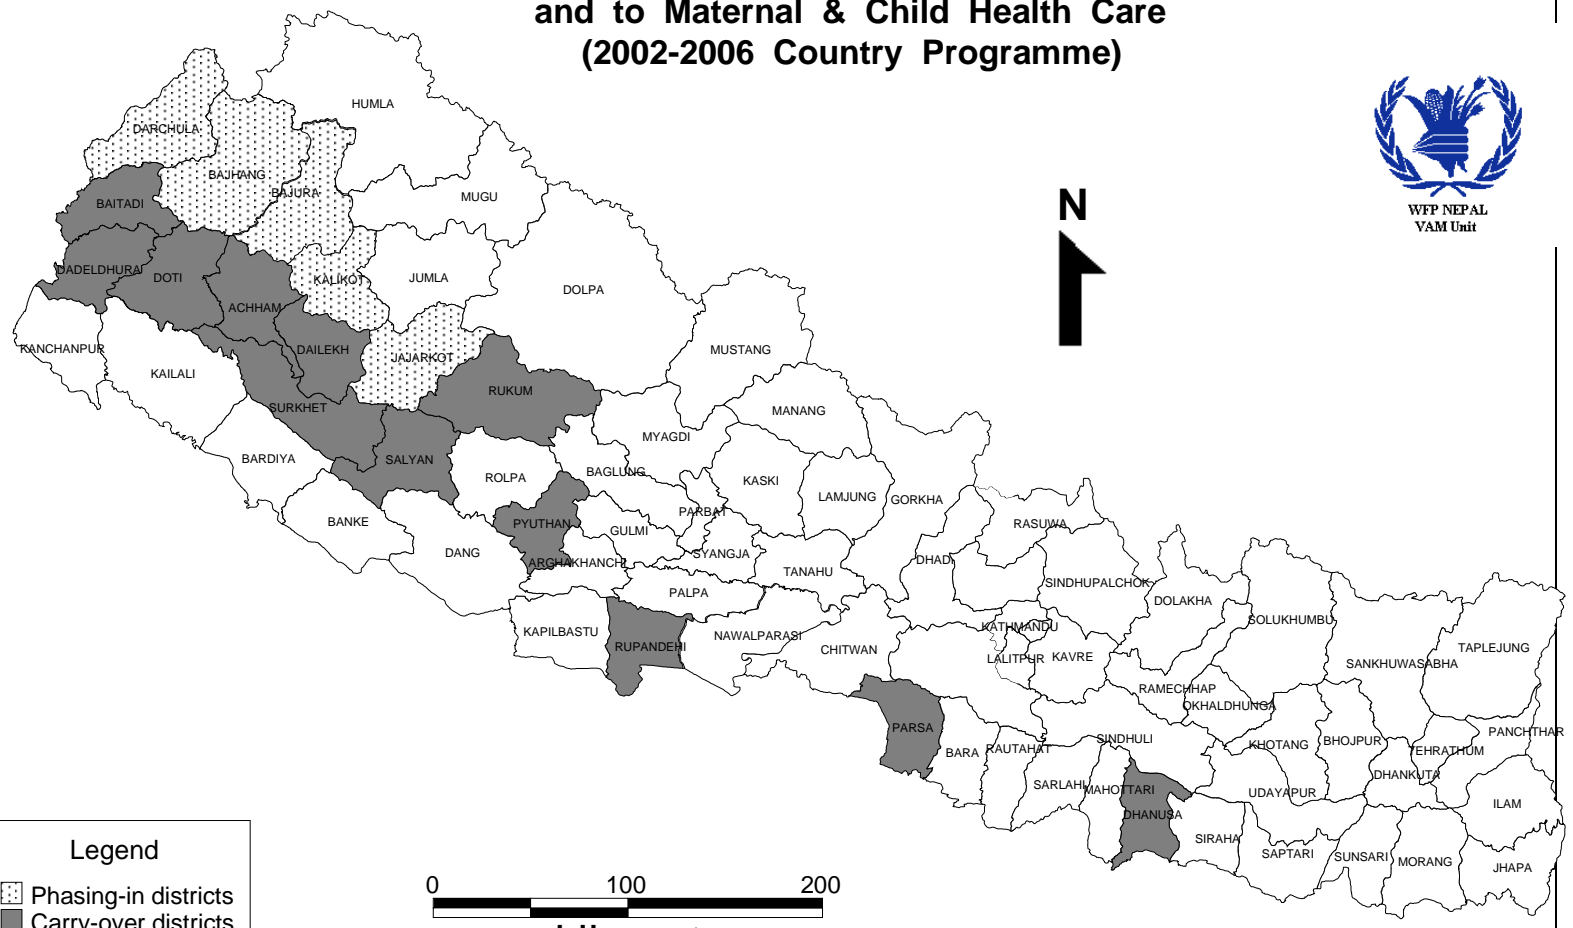 and to Maternal & Child Health Care
(2002-2006 Country Programme)
HUMLA
DARCHULA
BAJHANG
BAJURA
MUGU
BAITADI
WFP NEPAL
VAM Unit
N
DADELDHURA
DOTI
KALIKOT
JUMLA
DOLPA
ACHHAM
KANCHANPUR
DAILEKH
JAJARKOT
MUSTANG
KAILALI
RUKUM
SURKHET
MANANG
MYAGDI
BARDIYA
SALYAN
ROLPA
BAGLUNG
KASKI
LAMJUNG
GORKHA
PARBAT
BANKE
PYUTHAN
GULMI
RASUWA
DANG
ARGHAKHANCHI
SYANGJA
TANAHU
DHAD
SINDHUPALCHOK
PALPA
DOLAKHA
KAPILBASTU
RUPANDEHI
NAWALPARASI
CHITWAN
KATHMANDU
LALITPUR
KAVRE
SOLUKHUMBU
SANKHUWASABHA
TAPLEJUNG
RAMECHHAP
OKHALDHUNGA
PARSA
BARA
RAUTAHAT
SINDHULI
KHOTANG
BHOJPUR
TEHRATHUM
PANCHTHAR
DHANKUTA
SARLAHI
MAHOTTARI
UDAYAPUR
ILAM
DHANUSA
SIRAHA
SAPTARI
SUNSARI
MORANG
JHAPA
Legend
Phasing-in districts
Carry-over districts
0 100 200